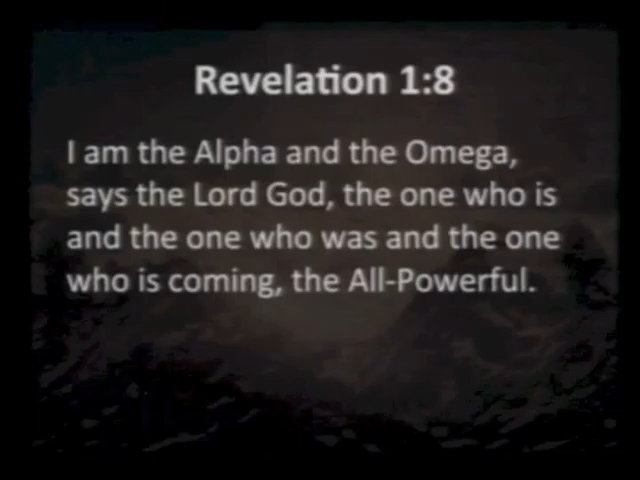 Revelation 1:8
I am the Alpha and the Omega,
says the Lord God, the one who is
and the one who was and the one
who is coming, the All-Powerful.